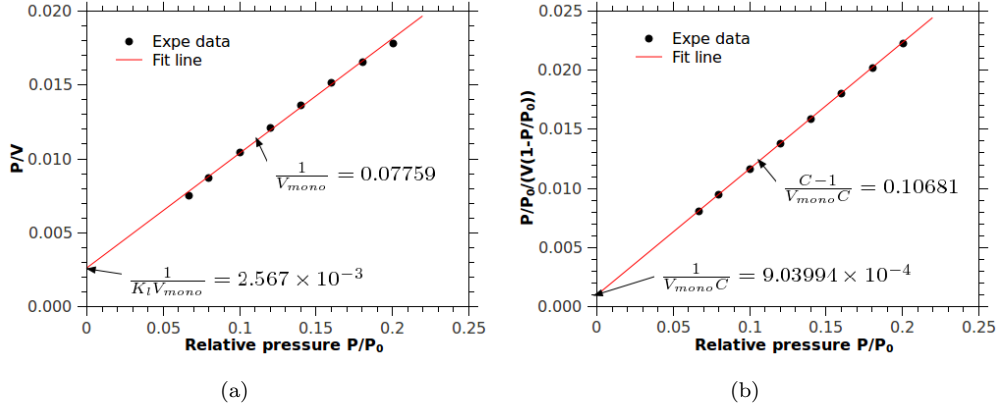 0.020
0.015
0.010
0.005
0.000
P/V
Expe data
Fit line
1/V_mono = 0.07759
1/(K_l V_mono) = 2.567 × 10^−3
0 0.05 0.1 0.15 0.2 0.25
Relative pressure P/P₀
(a)
0.025
0.020
0.015
0.010
0.005
0.000
P/P₀/(V(1-P/P₀))
Expe data
Fit line
(C−1)/(V_mono C) = 0.10681
1/(V_mono C) = 9.03994 × 10^−4
0 0.05 0.1 0.15 0.2 0.25
Relative pressure P/P₀
(b)